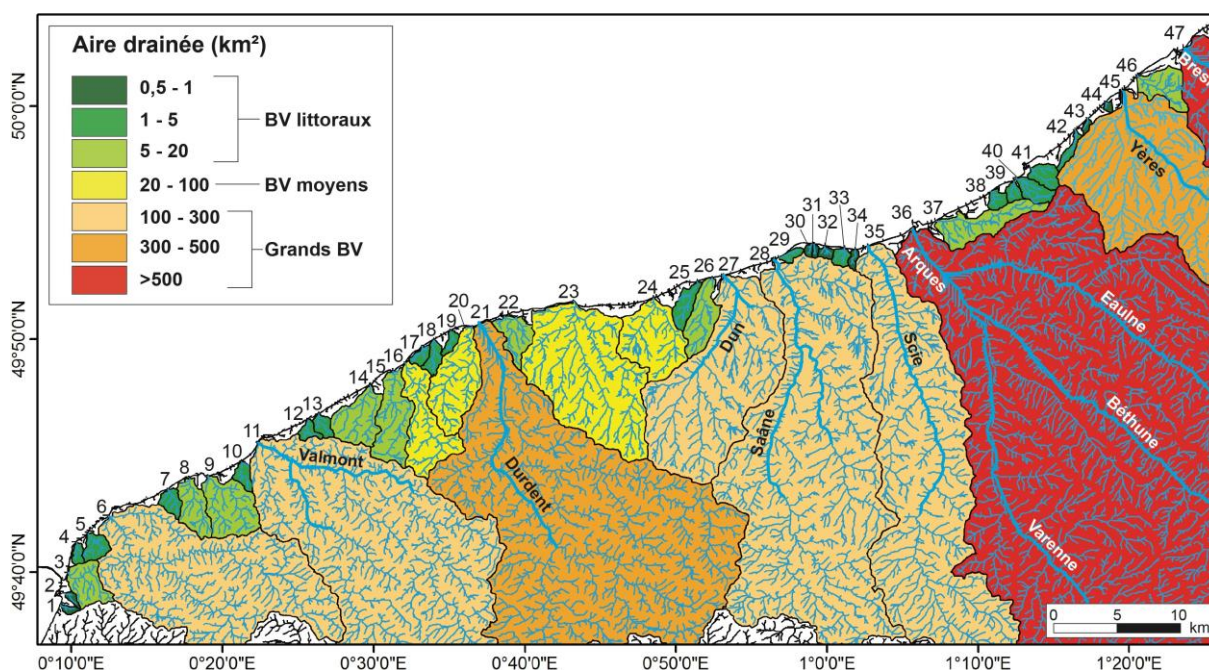 Aire drainée (km²)
0,5 - 1
1 - 5
BV littoraux
5 - 20
20 - 100
BV moyens
100 - 300
Grands BV
300 - 500
>500
50°0'0"N
49°50'0"N
49°40'0"N
47
46
45
44
43
42
41
40
39
38
37
36
35
34
33
32
31
30
29
28
27
26
25
24
23
22
21
20
19
18
17
16
15
14
13
12
11
10
9
8
7
6
5
4
3
2
1
Yères
Arques
Eaulne
Béthune
Varenne
Scie
Saâne
Dun
Durdent
Valmont
0 5 10
km
0°10'0"E
0°20'0"E
0°30'0"E
0°40'0"E
0°50'0"E
1°0'0"E
1°10'0"E
1°20'0"E